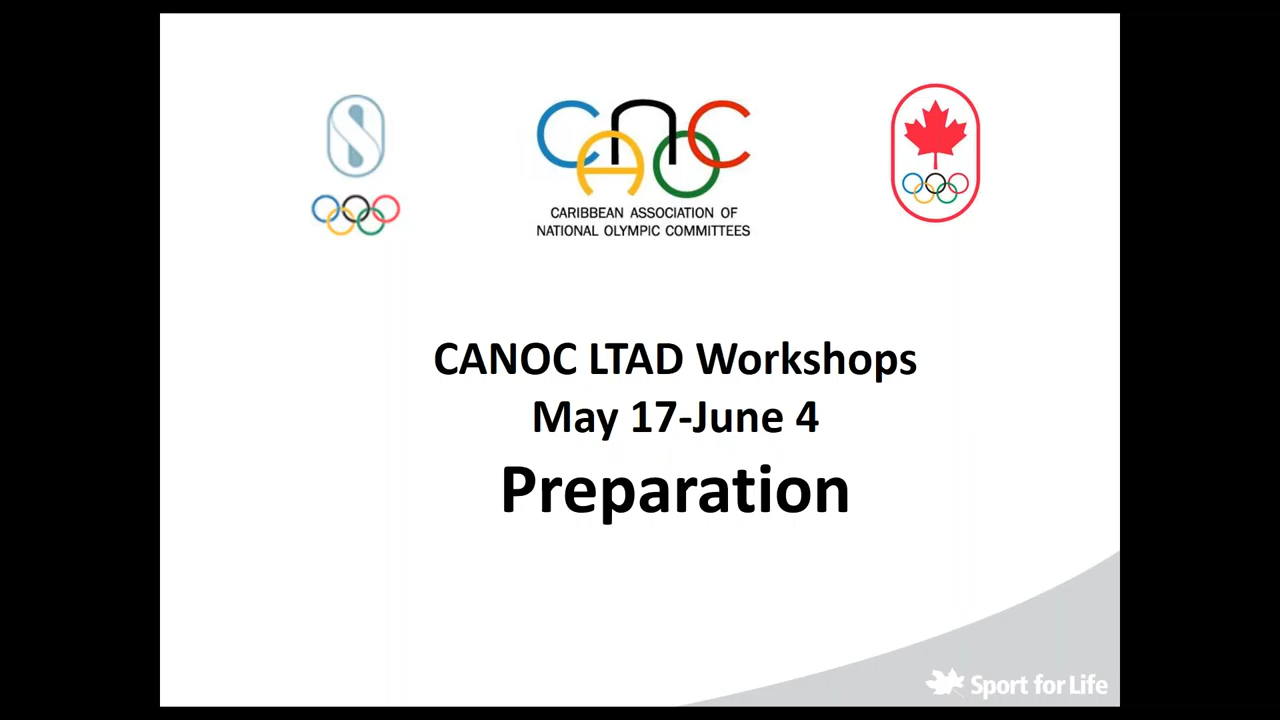 CANOC
CARIBBEAN ASSOCIATION OF
NATIONAL OLYMPIC COMMITTEES
CANOC LTAD Workshops
May 17-June 4
Preparation
Sport for Life